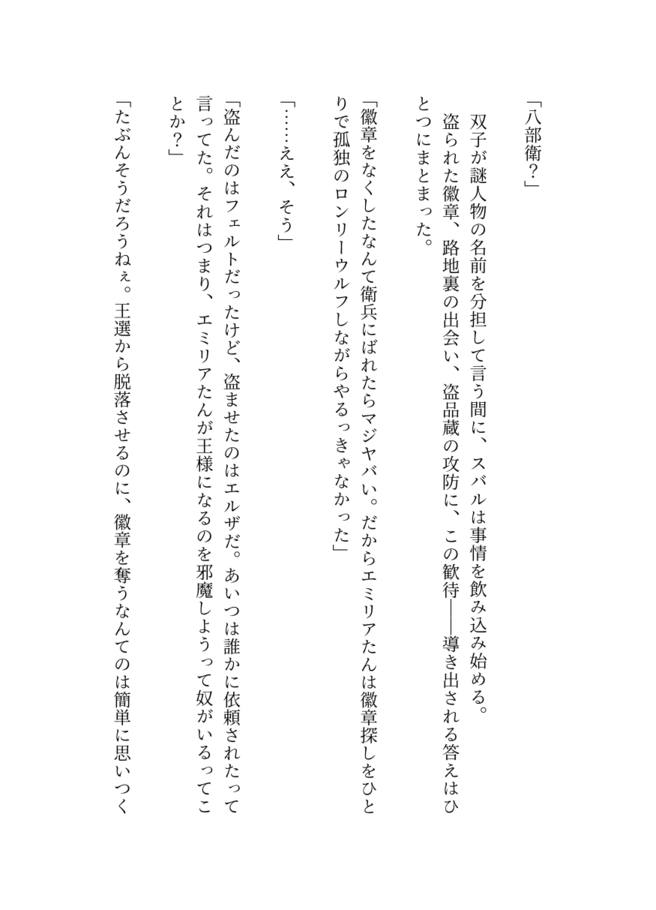 「八部衛？」
双子が謎人物の名前を分担して言う間に、スバルは事情を飲み込み始める。
盗られた徽章、路地裏の出会い、盗品蔵の攻防に、この歓待――導き出される答えはひ
とつにまとまった。
「徽章をなくしたなんて衛兵にばれたらマジヤバい。だからエミリアたんは徽章探しをひと
りで孤独のロンリーウルフしながらやるっきゃなかった」
「……ええ、そう」
「盗んだのはフェルトだったけど、盗ませたのはエルザだ。あいつは誰かに依頼されたって
言ってた。それはつまり、エミリアたんが王様になるのを邪魔しようって奴がいるってこ
とか？」
「たぶんそうだろうねぇ。王選から脱落させるのに、徽章を奪うなんてのは簡単に思いつく